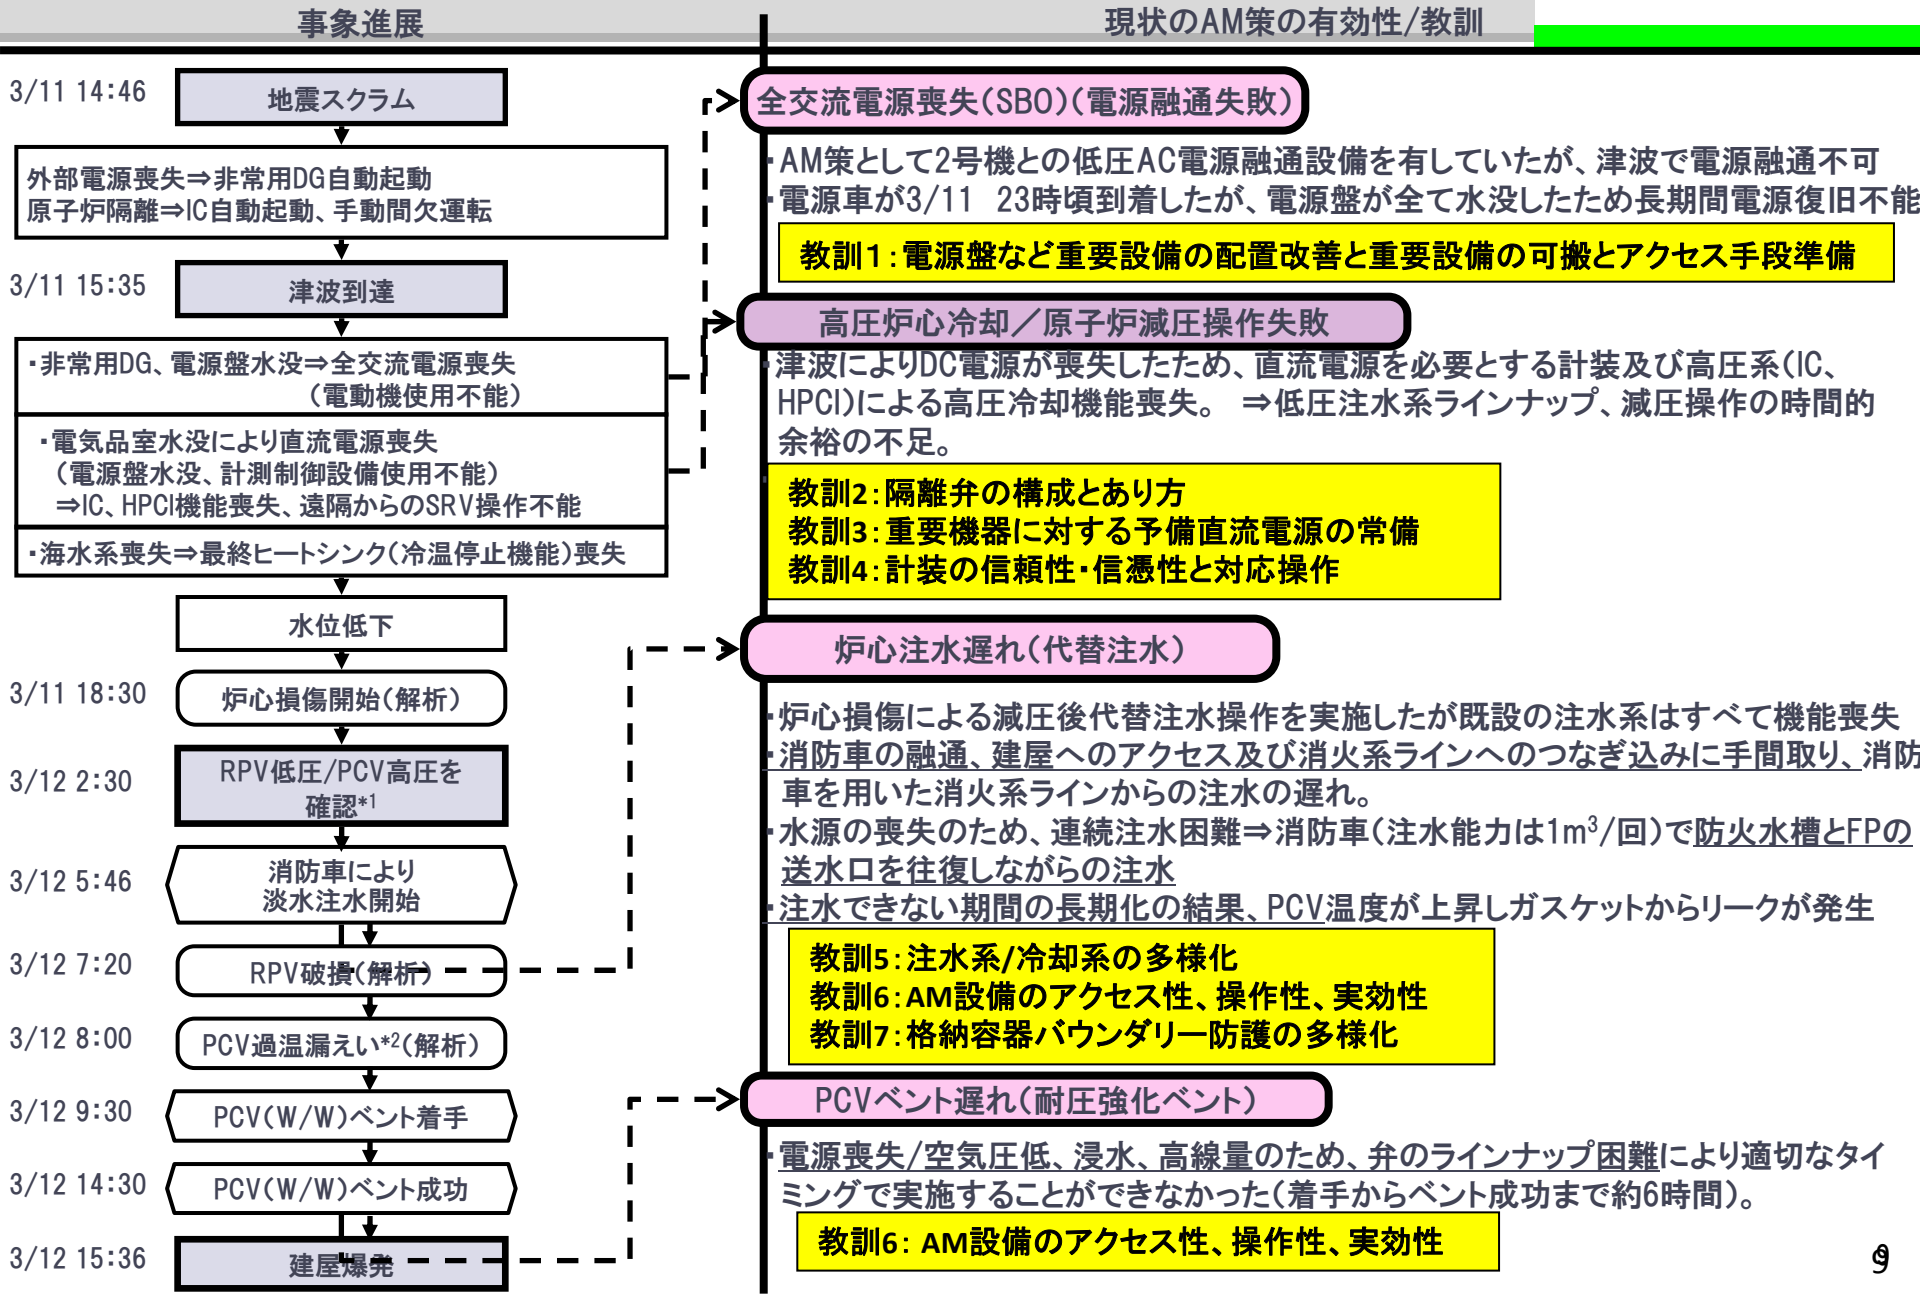 事象進展
現状のAM策の有効性/教訓
3/11 14:46
地震スクラム
外部電源喪失⇒非常用DG自動起動
原子炉隔離⇒IC自動起動、手動間欠運転
3/11 15:35
津波到達
・非常用DG、電源盤水没⇒全交流電源喪失
（電動機使用不能）
・電気品室水没により直流電源喪失
（電源盤水没、計測制御設備使用不能）
⇒IC、HPCI機能喪失、遠隔からのSRV操作不能
・海水系喪失⇒最終ヒートシンク（冷温停止機能）喪失
水位低下
3/11 18:30
炉心損傷開始（解析）
3/12 2:30
RPV低圧/PCV高圧を
確認*1
3/12 5:46
消防車により
淡水注水開始
3/12 7:20
RPV破損（解析）
3/12 8:00
PCV過温漏えい*2（解析）
3/12 9:30
PCV（W/W）ベント着手
3/12 14:30
PCV（W/W）ベント成功
3/12 15:36
建屋爆発
全交流電源喪失（SBO）（電源融通失敗）
・AM策として2号機との低圧AC電源融通設備を有していたが、津波で電源融通不可
・電源車が3/11　23時頃到着したが、電源盤が全て水没したため長期間電源復旧不能
教訓1：電源盤など重要設備の配置改善と重要設備の可搬とアクセス手段準備
高圧炉心冷却／原子炉減圧操作失敗
・津波によりDC電源が喪失したため、直流電源を必要とする計装及び高圧系（IC、
HPCI）による高圧冷却機能喪失。　⇒低圧注水系ラインナップ、減圧操作の時間的
余裕の不足。
教訓2：隔離弁の構成とあり方
教訓3：重要機器に対する予備直流電源の常備
教訓4：計装の信頼性・信憑性と対応操作
炉心注水遅れ（代替注水）
・炉心損傷による減圧後代替注水操作を実施したが既設の注水系はすべて機能喪失
・消防車の融通、建屋へのアクセス及び消火系ラインへのつなぎ込みに手間取り、消防
車を用いた消火系ラインからの注水の遅れ。
・水源の喪失のため、連続注水困難⇒消防車（注水能力は1m3/回）で防火水槽とFPの
送水口を往復しながらの注水
・注水できない期間の長期化の結果、PCV温度が上昇しガスケットからリークが発生
教訓5：注水系/冷却系の多様化
教訓6：AM設備のアクセス性、操作性、実効性
教訓7：格納容器バウンダリー防護の多様化
PCVベント遅れ（耐圧強化ベント）
・電源喪失/空気圧低、浸水、高線量のため、弁のラインナップ困難により適切なタイ
ミングで実施することができなかった（着手からベント成功まで約6時間）。
教訓6： AM設備のアクセス性、操作性、実効性
9